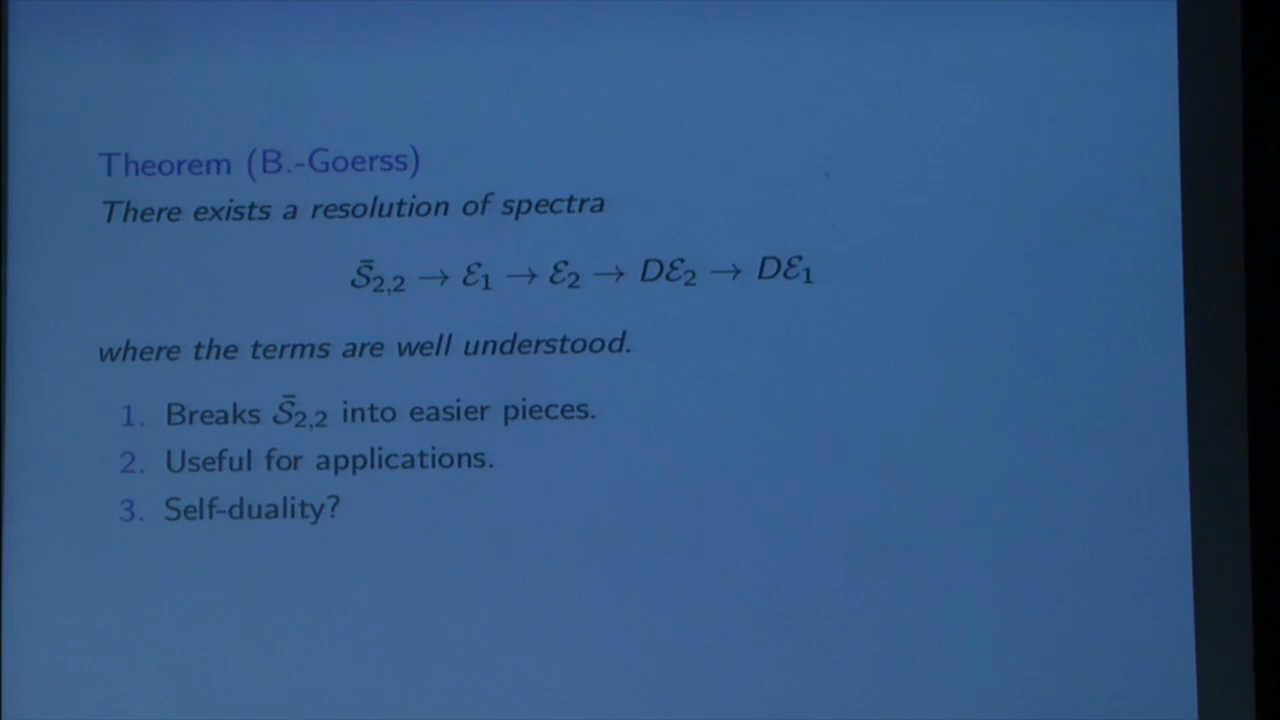 Theorem (B.-Goerss)
There exists a resolution of spectra
S̄₂,₂ → ℰ₁ → ℰ₂ → Dℰ₂ → Dℰ₁
where the terms are well understood.
1. Breaks S̄₂,₂ into easier pieces.
2. Useful for applications.
3. Self-duality?